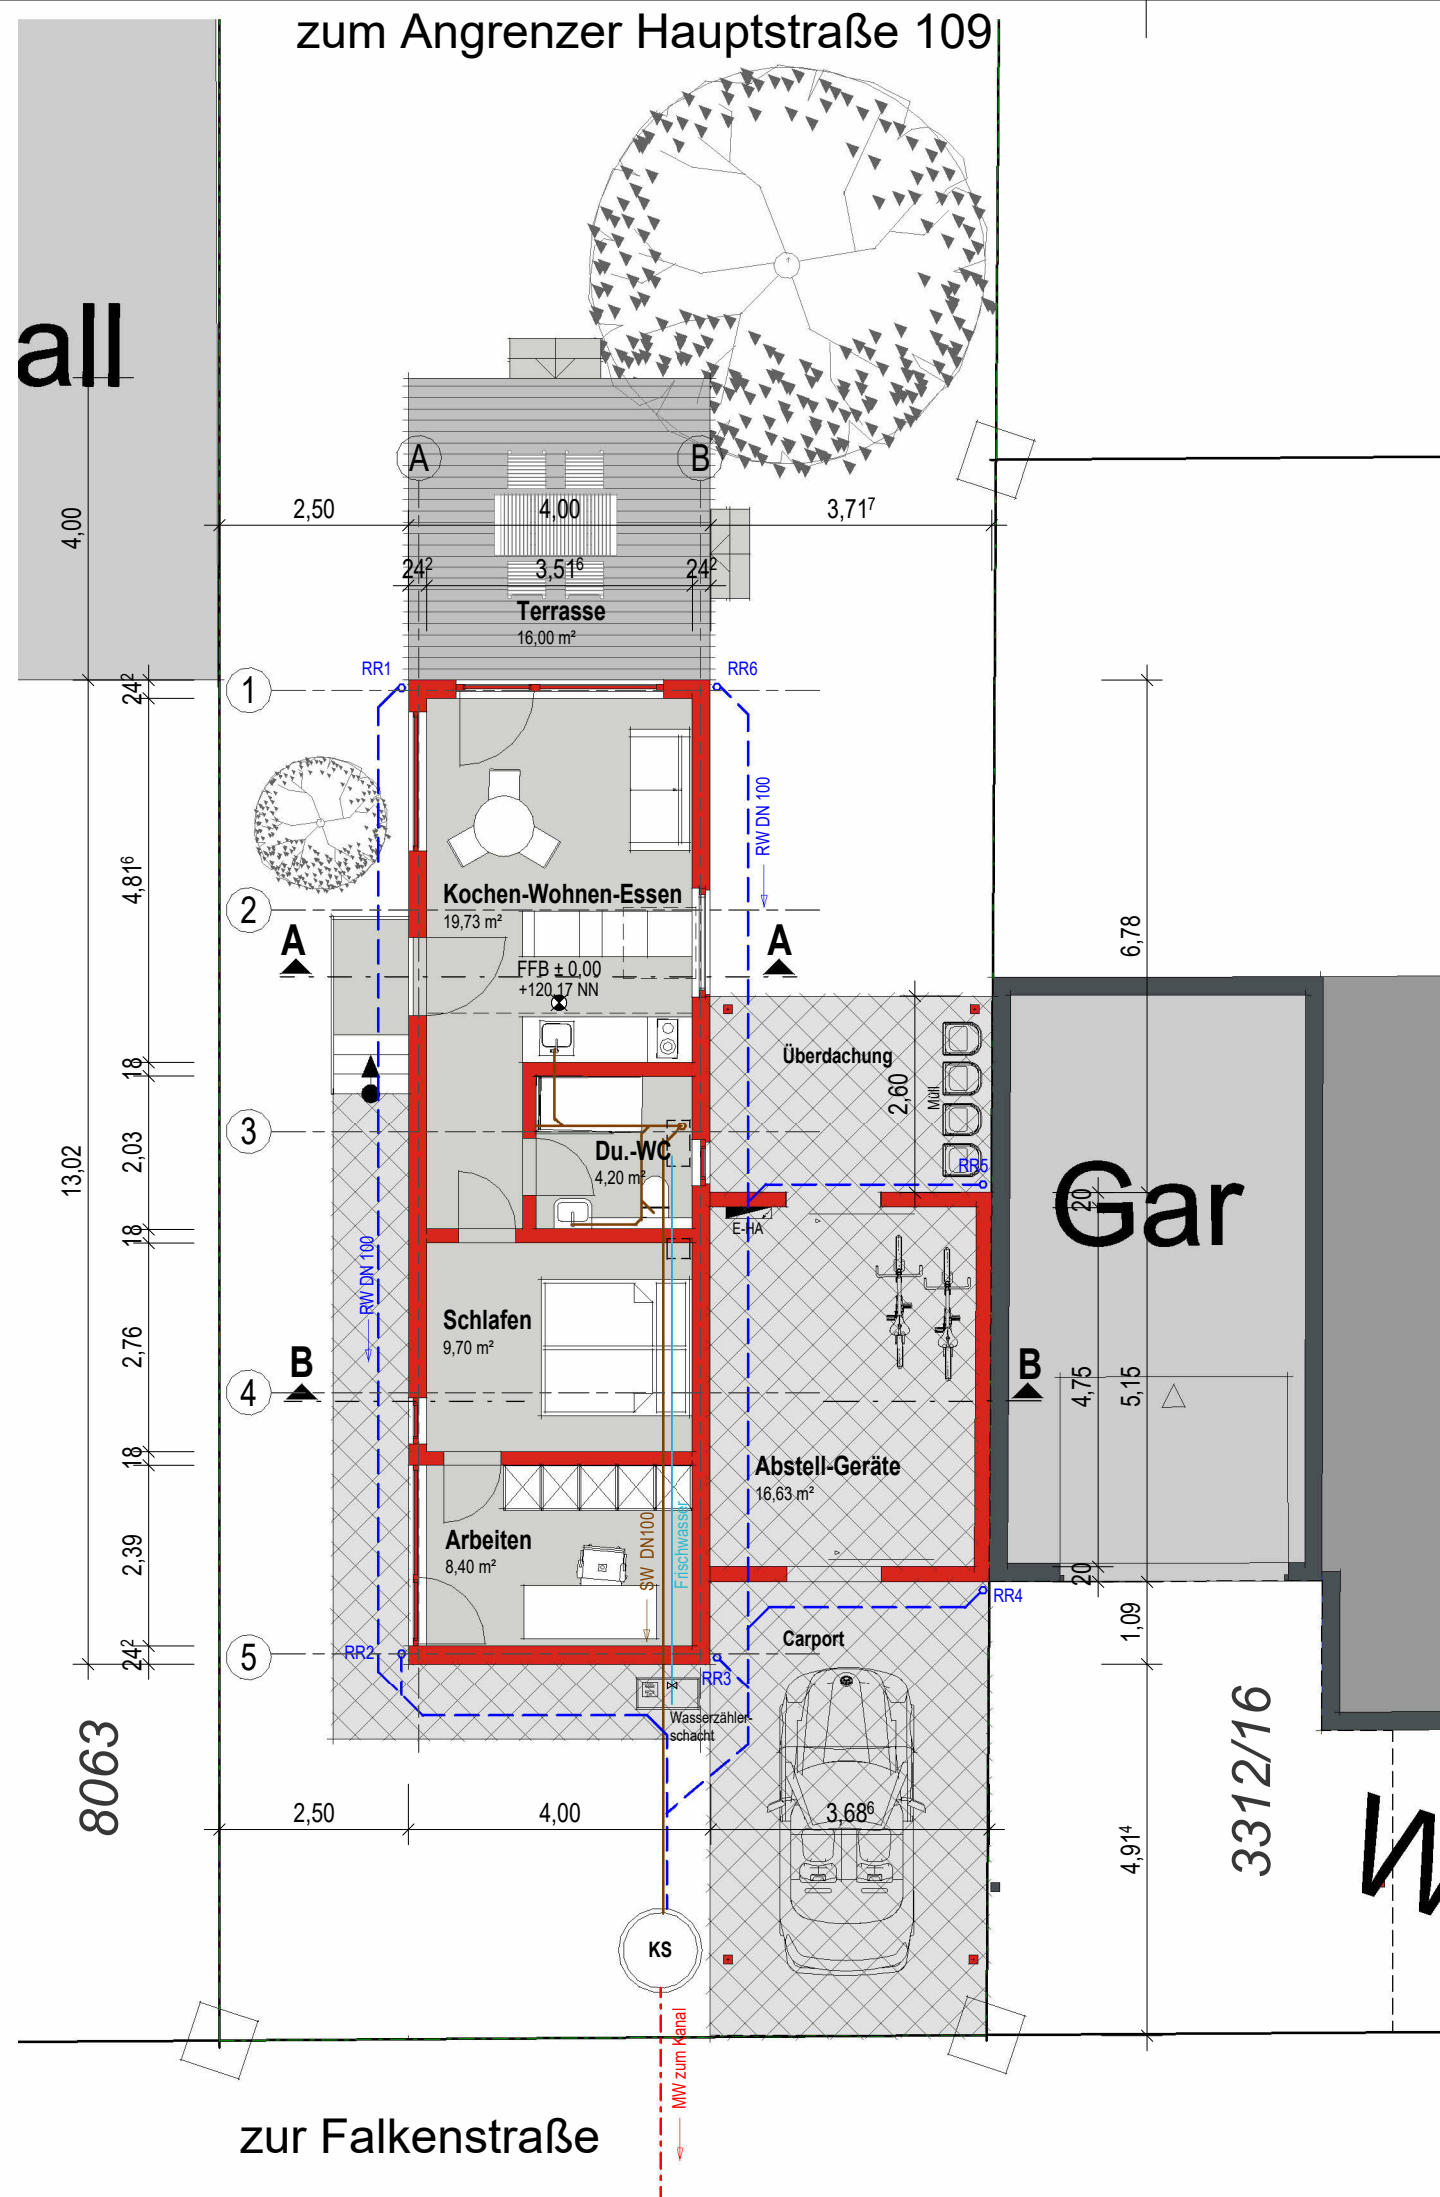 zum Angrenzer Hauptstraße 109
all
A
B
2,50
4,00
3,71⁷
4,00
24²
3,51⁶
24²
Terrasse
16,00 m²
RR1
RR6
24²
1
RW DN 100
4,81⁶
Kochen-Wohnen-Essen
19,73 m²
2
A
A
6,78
FFB ± 0,00
+120,17 NN
Überdachung
18
2,60
Müll
3
2,03
13,02
Du.-WC
4,20 m²
RR5
Gar
20
E-HA
18
RW DN 100
Schlafen
9,70 m²
2,76
B
B
4
4,75
5,15
18
Abstell-Geräte
16,63 m²
Arbeiten
8,40 m²
2,39
SW DN100
Frischwasser
20
RR4
1,09
Carport
24²
5
RR2
RR3
Wasserzähler-
schacht
8063
3312/16
2,50
4,00
3,68⁶
4,91⁴
W
KS
MW zum Kanal
zur Falkenstraße